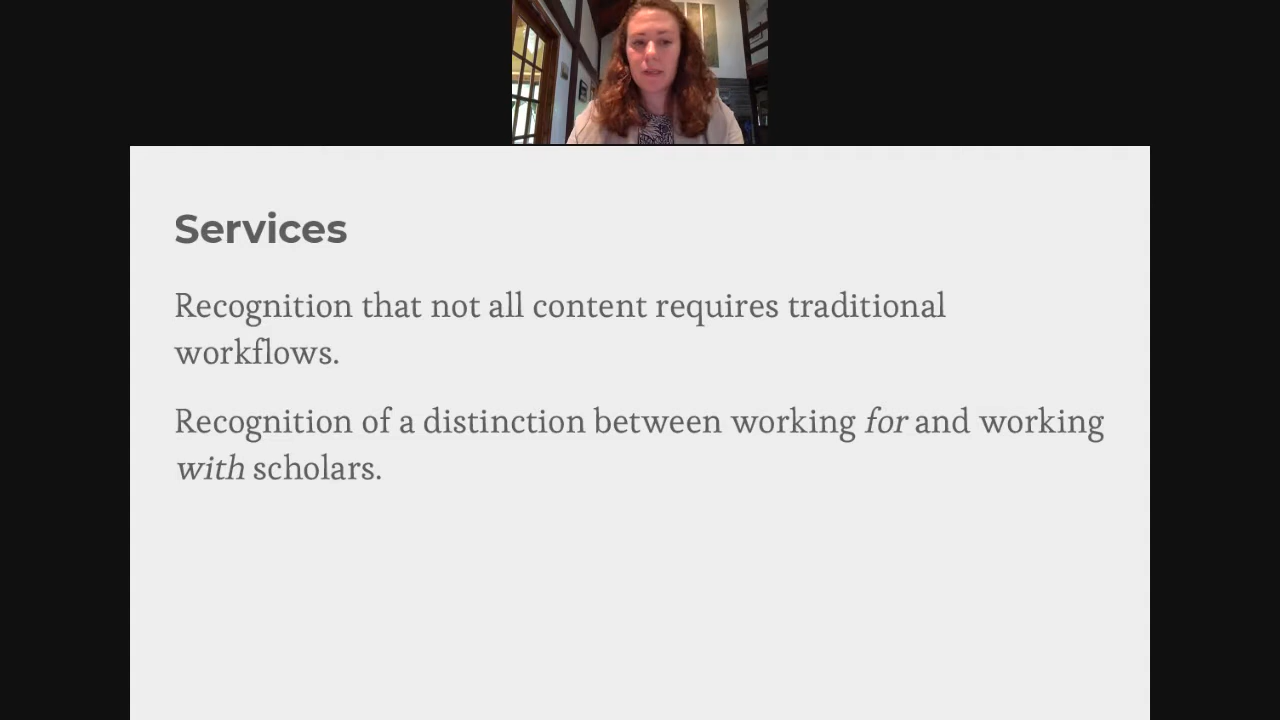 Services
Recognition that not all content requires traditional
workflows.
Recognition of a distinction between working for and working
with scholars.